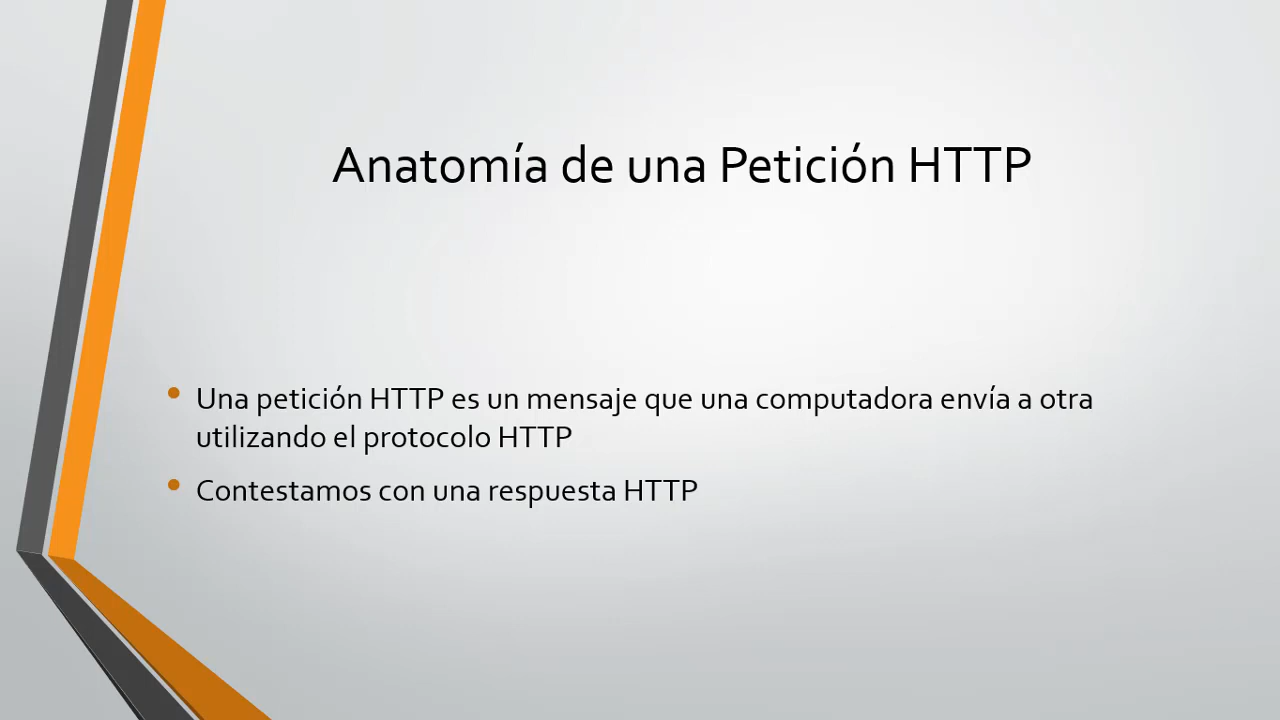 Anatomía de una Petición HTTP
• Una petición HTTP es un mensaje que una computadora envía a otra
utilizando el protocolo HTTP
• Contestamos con una respuesta HTTP